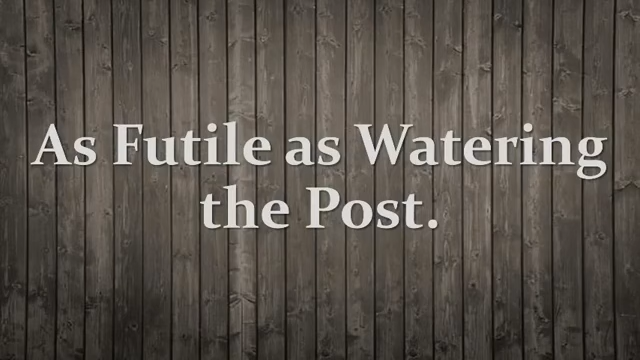 As Futile as Watering
the Post.